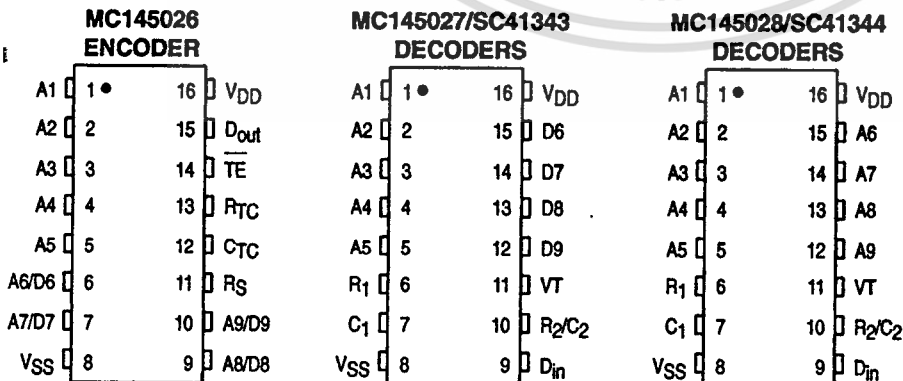 MC145026 MC145027/SC41343 MC145028/SC41344
ENCODER DECODERS DECODERS
A1 1 16 VDD A1 1 16 VDD A1 1 16 VDD
A2 2 15 Dout A2 2 15 D6 A2 2 15 A6
A3 3 14 T̅E̅ A3 3 14 D7 A3 3 14 A7
A4 4 13 RTC A4 4 13 D8 A4 4 13 A8
A5 5 12 CTC A5 5 12 D9 A5 5 12 A9
A6/D6 6 11 RS R1 6 11 VT R1 6 11 VT
A7/D7 7 10 A9/D9 C1 7 10 R2/C2 C1 7 10 R2/C2
VSS 8 9 A8/D8 VSS 8 9 Din VSS 8 9 Din